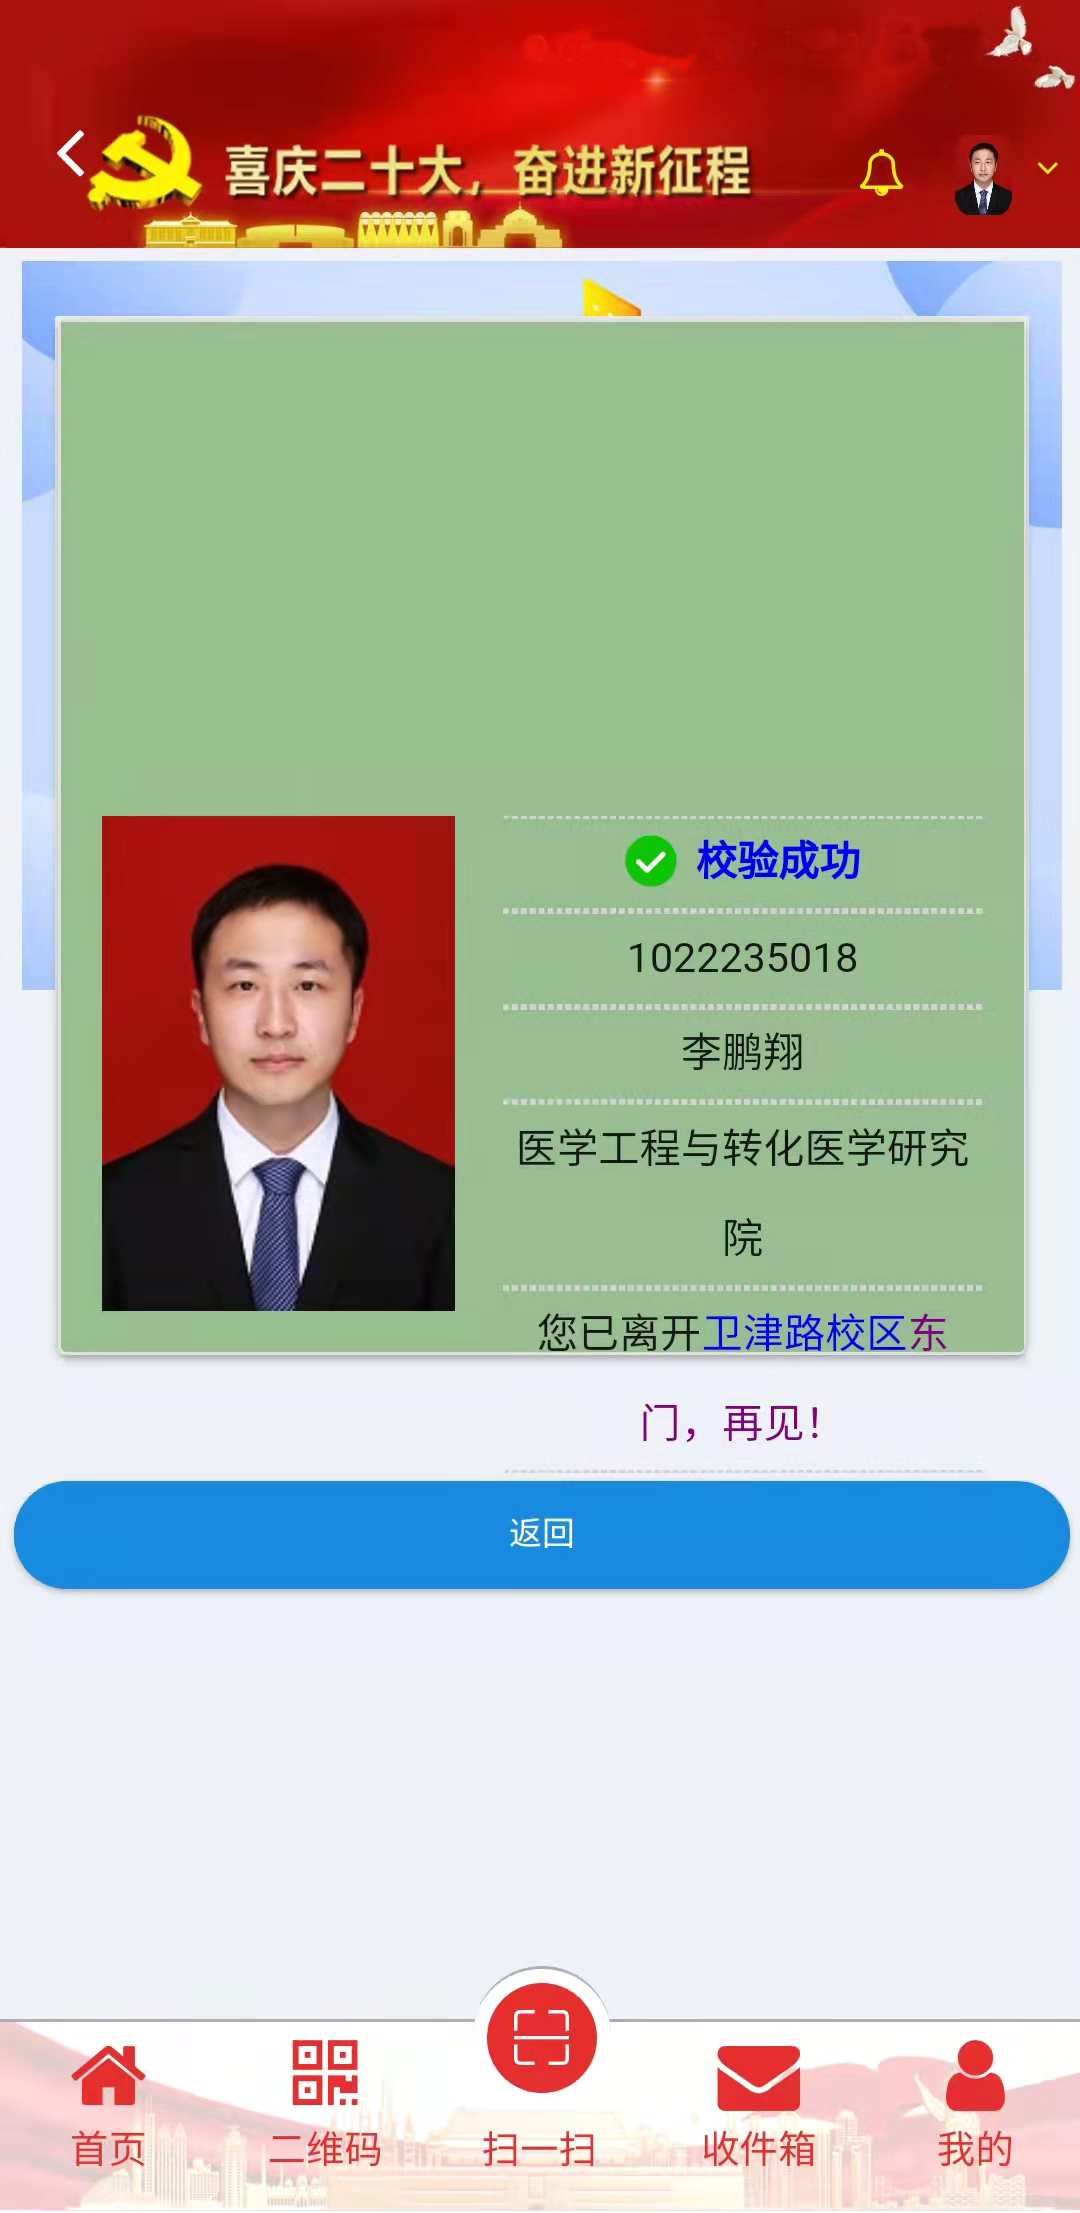 喜庆二十大，奋进新征程
校验成功
1022235018
李鹏翔
医学工程与转化医学研究
院
您已离开卫津路校区东
门，再见！
返回
首页
二维码
扫一扫
收件箱
我的